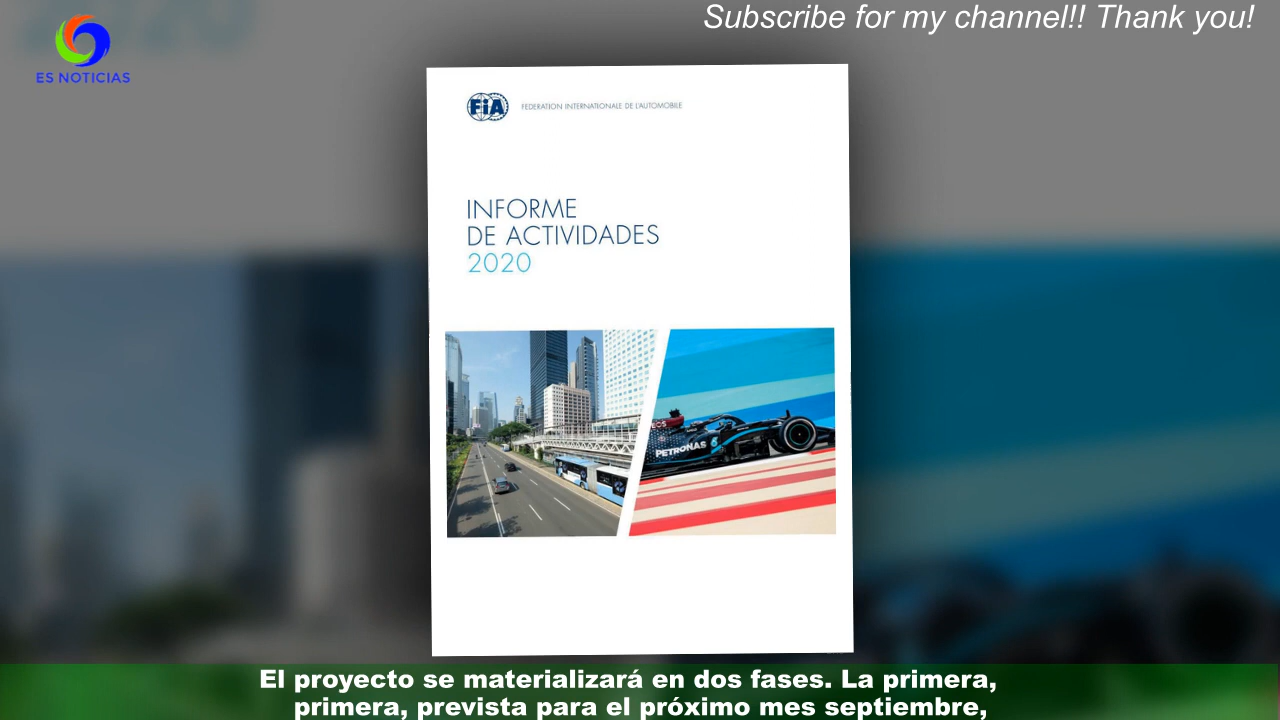 Subscribe for my channel!! Thank you!
ES NOTICIAS
FiA FEDERATION INTERNATIONALE DE L'AUTOMOBILE
INFORME
DE ACTIVIDADES
2020
PETRONAS
El proyecto se materializará en dos fases. La primera,
primera, prevista para el próximo mes septiembre,